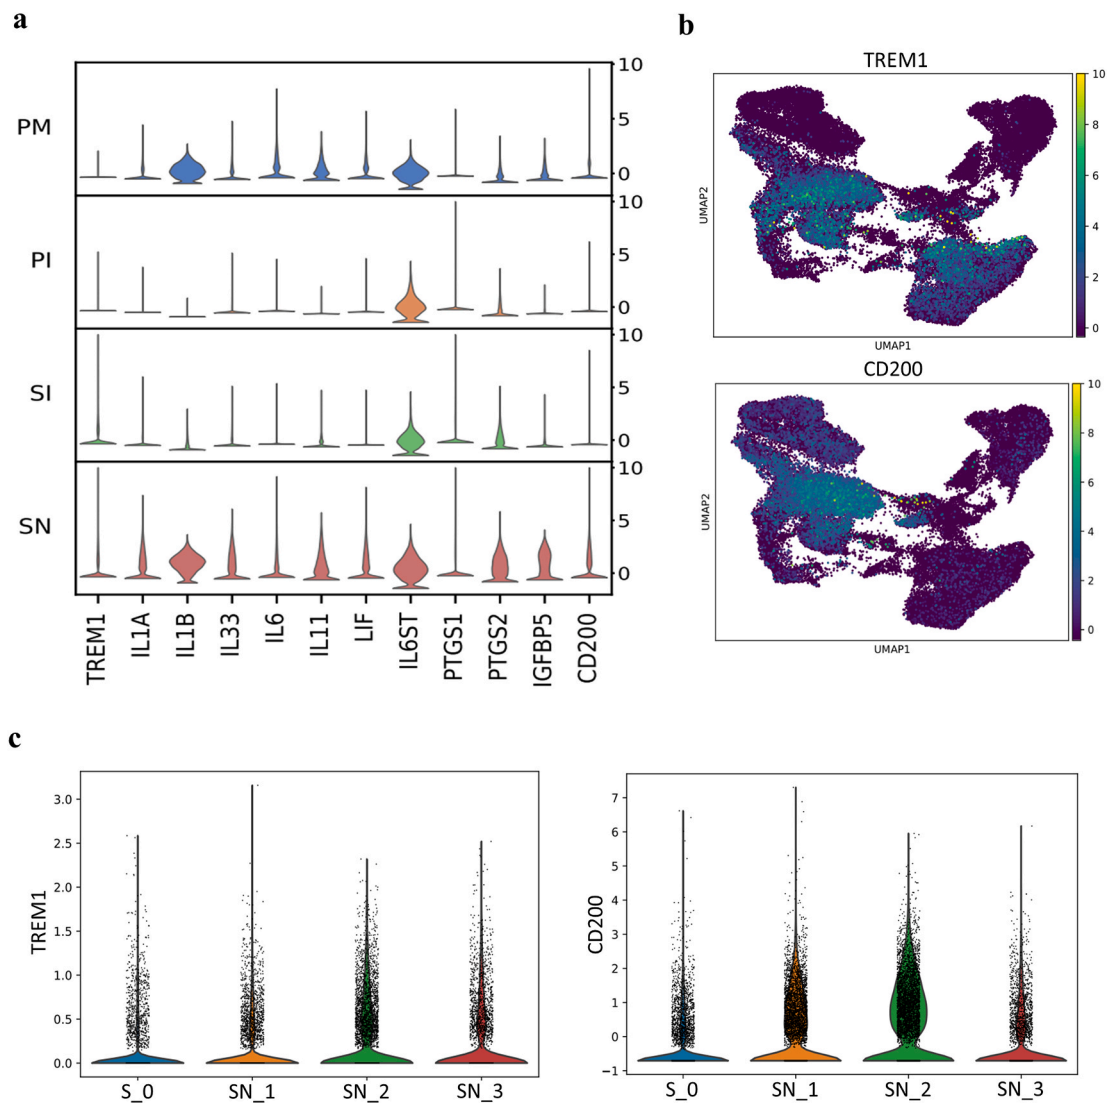 a
PM
10
5
0
PI
10
5
0
SI
10
5
0
SN
10
5
0
TREM1
IL1A
IL1B
IL33
IL6
IL11
LIF
IL6ST
PTGS1
PTGS2
IGFBP5
CD200
b
TREM1
UMAP2
UMAP1
10
8
6
4
2
0
CD200
UMAP2
UMAP1
10
8
6
4
2
0
c
TREM1
3.0
2.5
2.0
1.5
1.0
0.5
0.0
S_0
SN_1
SN_2
SN_3
CD200
7
6
5
4
3
2
1
0
−1
S_0
SN_1
SN_2
SN_3